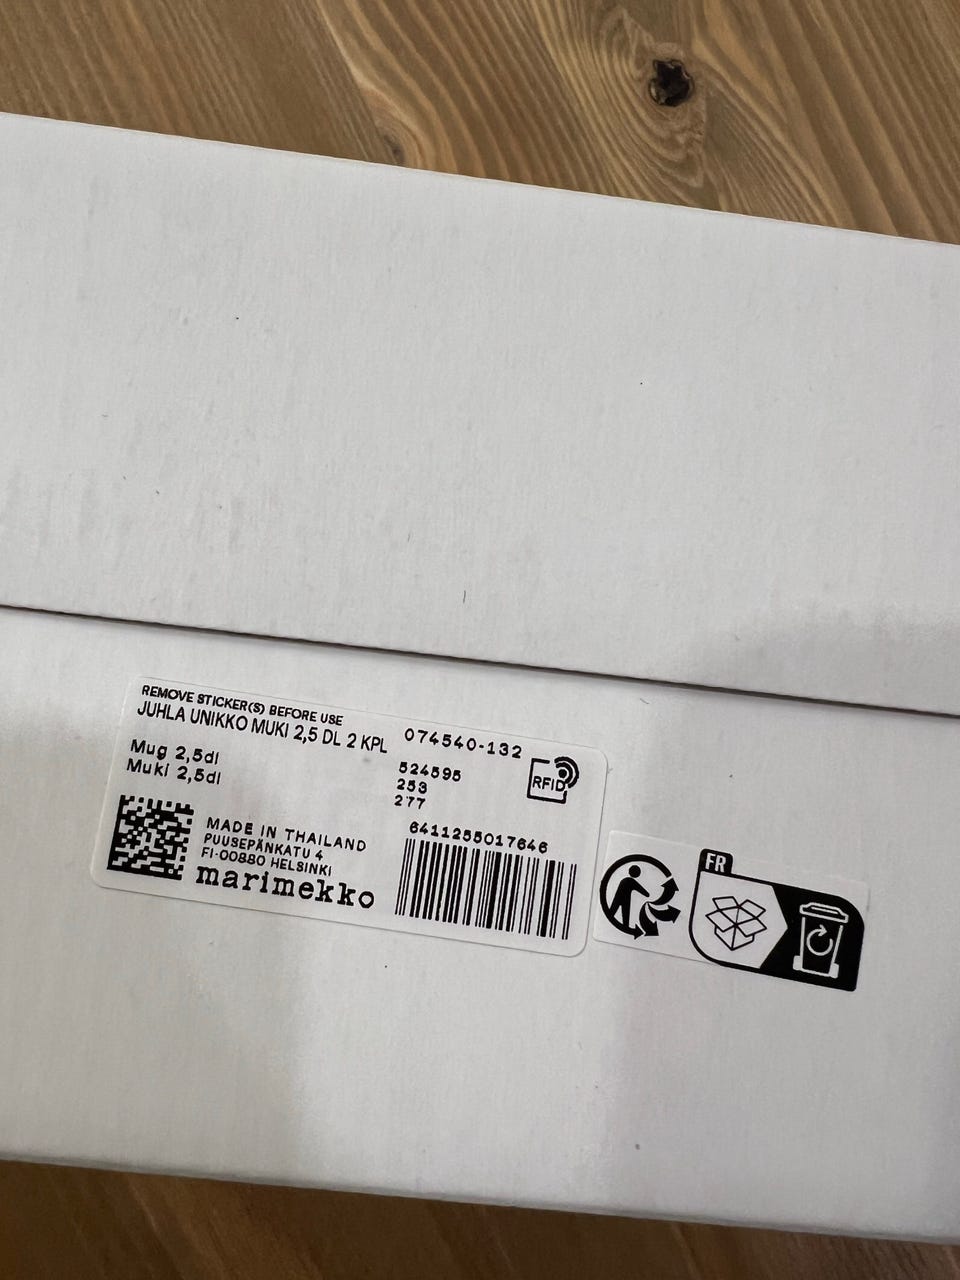 REMOVE STICKER(S) BEFORE USE
JUHLA UNIKKO MUKI 2,5 DL 2 KPL
074540-132
Mug 2,5dl
Muki 2,5dl
524595
253
277
RFID
6411255017646
MADE IN THAILAND
PUUSEPÄNKATU 4
FI-00880 HELSINKI
marimekko
FR